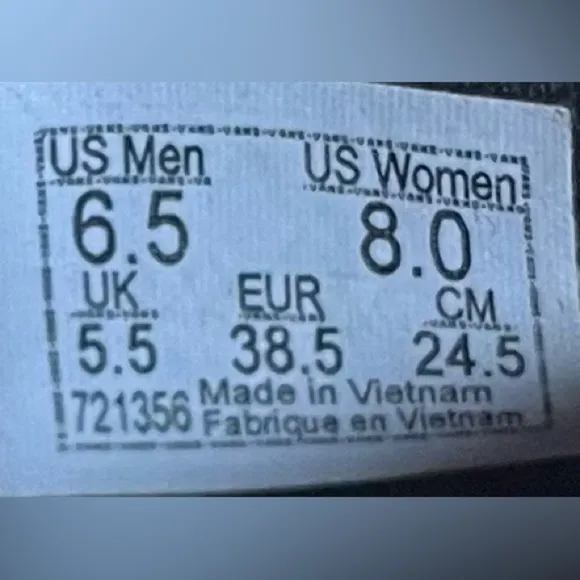 US Men US Women
6.5 8.0
UK EUR CM
5.5 38.5 24.5
721356 Made in Vietnam
Fabrique en Vietnam